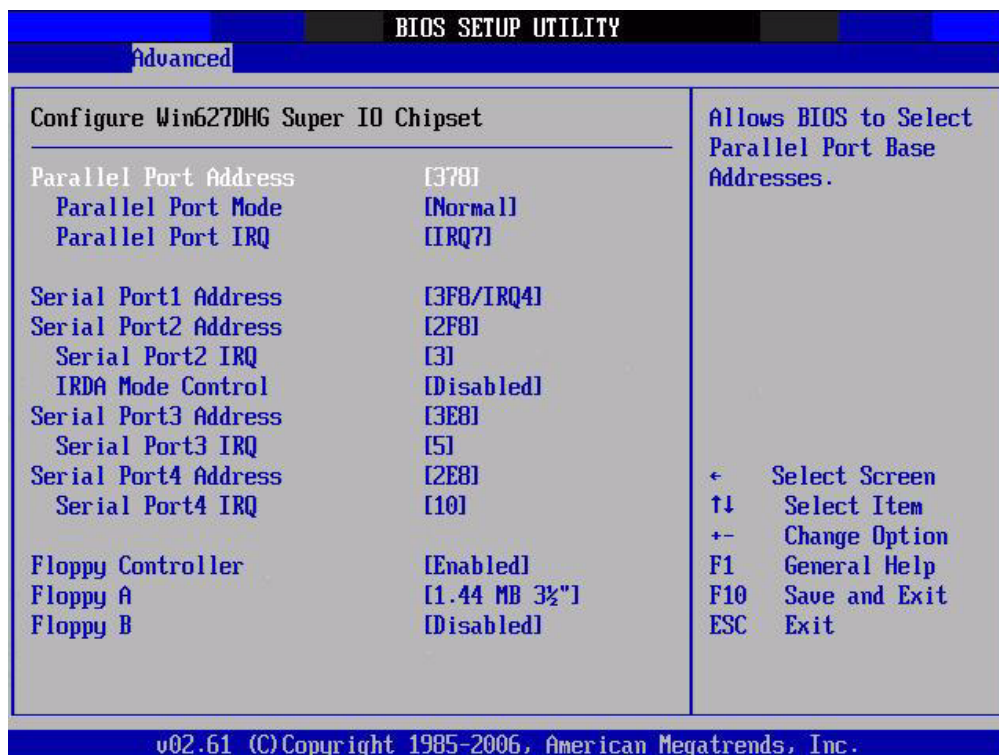 BIOS SETUP UTILITY
Advanced
Configure Win627DHG Super IO Chipset
Parallel Port Address [378]
Parallel Port Mode [Normal]
Parallel Port IRQ [IRQ7]
Serial Port1 Address [3F8/IRQ4]
Serial Port2 Address [2F8]
Serial Port2 IRQ [3]
IRDA Mode Control [Disabled]
Serial Port3 Address [3E8]
Serial Port3 IRQ [5]
Serial Port4 Address [2E8]
Serial Port4 IRQ [10]
Floppy Controller [Enabled]
Floppy A [1.44 MB 3½"]
Floppy B [Disabled]
Allows BIOS to Select
Parallel Port Base
Addresses.
← Select Screen
↑↓ Select Item
+- Change Option
F1 General Help
F10 Save and Exit
ESC Exit
v02.61 (C)Copyright 1985-2006, American Megatrends, Inc.